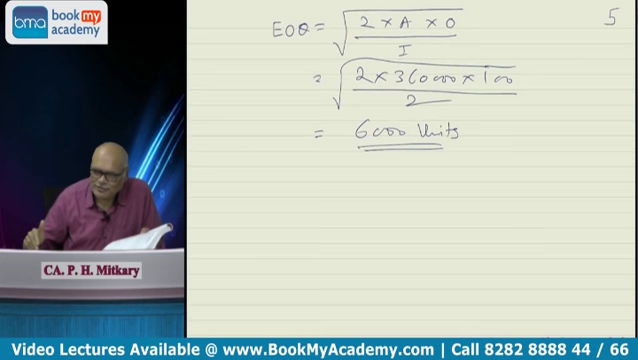 bma book my academy
5
EOQ = √ 2 × A × O
I
= √ 2 × 36000 × 100
2
= 6000 Units
CA. P. H. Mitkary
Video Lectures Available @ www.BookMyAcademy.com | Call 8282 8888 44 / 66